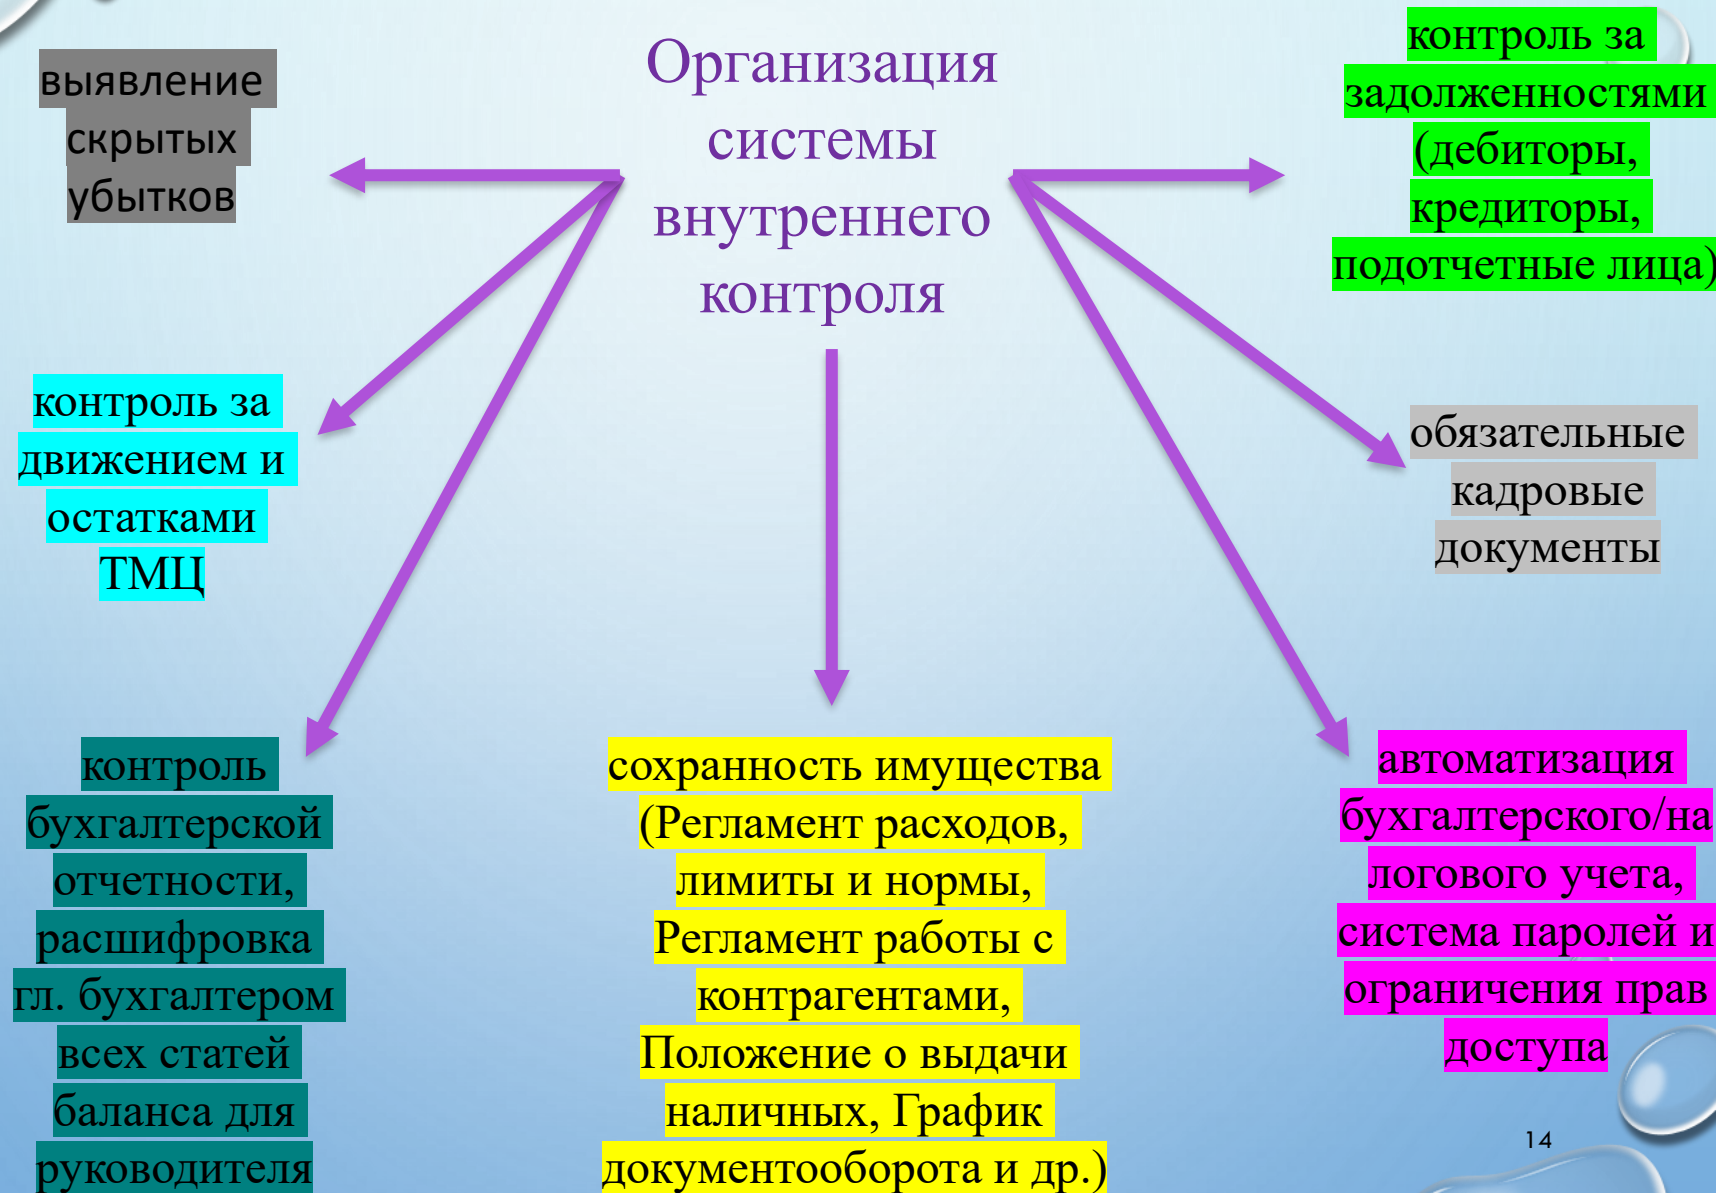 Организация
системы
внутреннего
контроля
выявление
скрытых
убытков
контроль за
движением и
остатками
ТМЦ
контроль
бухгалтерской
отчетности,
расшифровка
гл. бухгалтером
всех статей
баланса для
руководителя
сохранность имущества
(Регламент расходов,
лимиты и нормы,
Регламент работы с
контрагентами,
Положение о выдачи
наличных, График
документооборота и др.)
контроль за
задолженностями
(дебиторы,
кредиторы,
подотчетные лица)
обязательные
кадровые
документы
автоматизация
бухгалтерского/на
логового учета,
система паролей и
ограничения прав
доступа
14